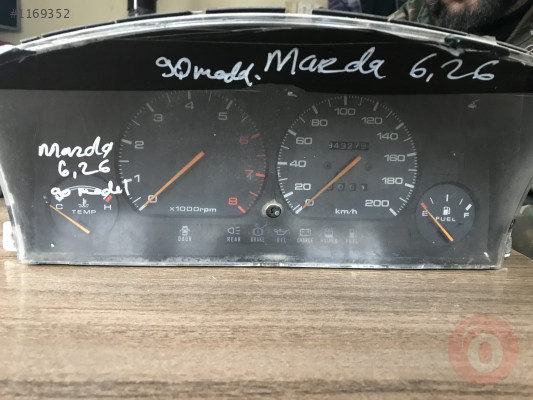 #1169352
90 model. Mazda 6,26
Mazda
6,26
90 model
1 2 3 4 5 6 7 8
0
x1000rpm
0 20 40 60 80 100 120 140 160 180 200
km/h
C H
TEMP
E F
FUEL
DOOR REAR BRAKE OIL CHARGE